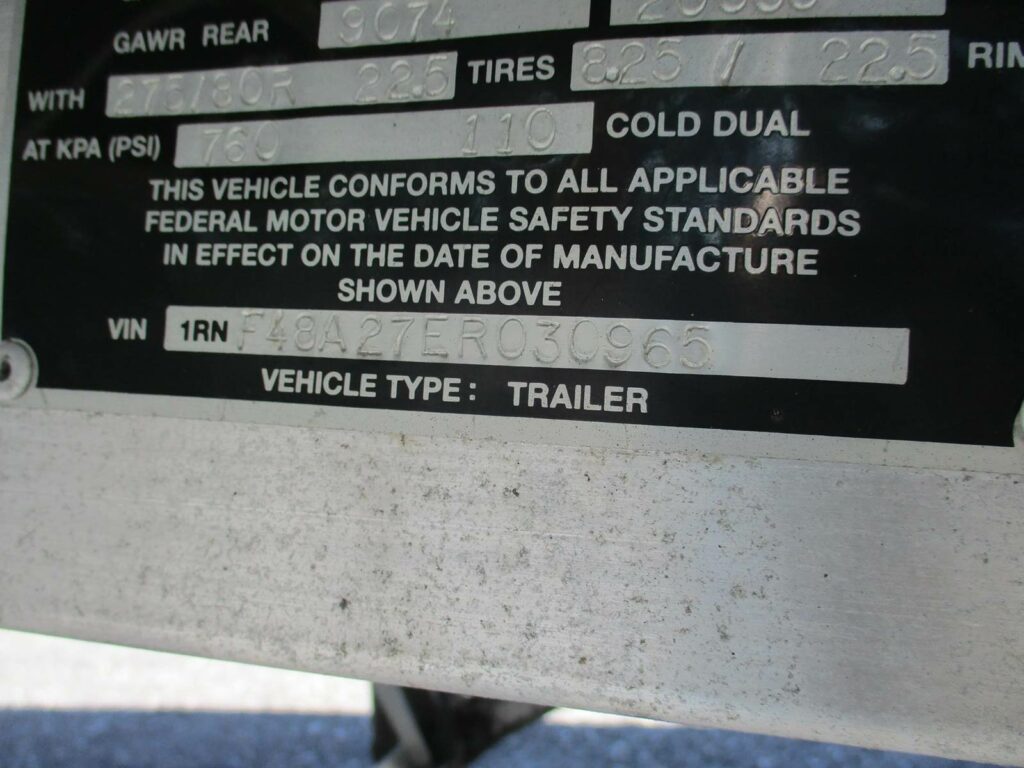 GAWR REAR 9074
WITH 275/80R 22.5 TIRES 8.25 / 22.5 RIM
AT KPA (PSI) 760 110 COLD DUAL
THIS VEHICLE CONFORMS TO ALL APPLICABLE
FEDERAL MOTOR VEHICLE SAFETY STANDARDS
IN EFFECT ON THE DATE OF MANUFACTURE
SHOWN ABOVE
VIN 1RN F48A27ER030965
VEHICLE TYPE: TRAILER